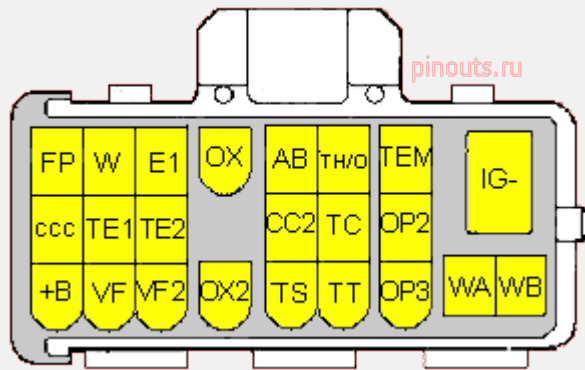 pinouts.ru
FP W E1 OX AB TH/O TEM IG-
CCC TE1 TE2 CC2 TC OP2
+B VF VF2 OX2 TS TT OP3 WA WB